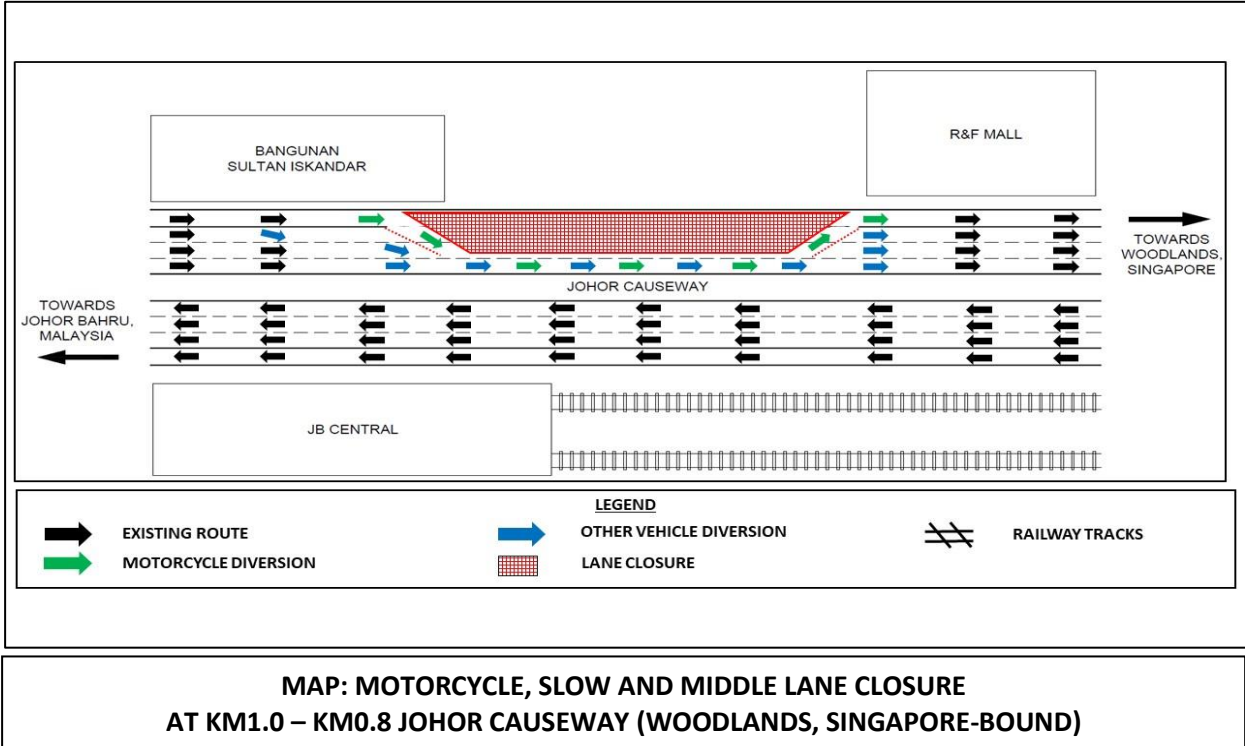 BANGUNAN
SULTAN ISKANDAR
R&F MALL
TOWARDS
WOODLANDS,
SINGAPORE
JOHOR CAUSEWAY
TOWARDS
JOHOR BAHRU,
MALAYSIA
JB CENTRAL
LEGEND
EXISTING ROUTE
OTHER VEHICLE DIVERSION
RAILWAY TRACKS
MOTORCYCLE DIVERSION
LANE CLOSURE
MAP: MOTORCYCLE, SLOW AND MIDDLE LANE CLOSURE
AT KM1.0 – KM0.8 JOHOR CAUSEWAY (WOODLANDS, SINGAPORE-BOUND)